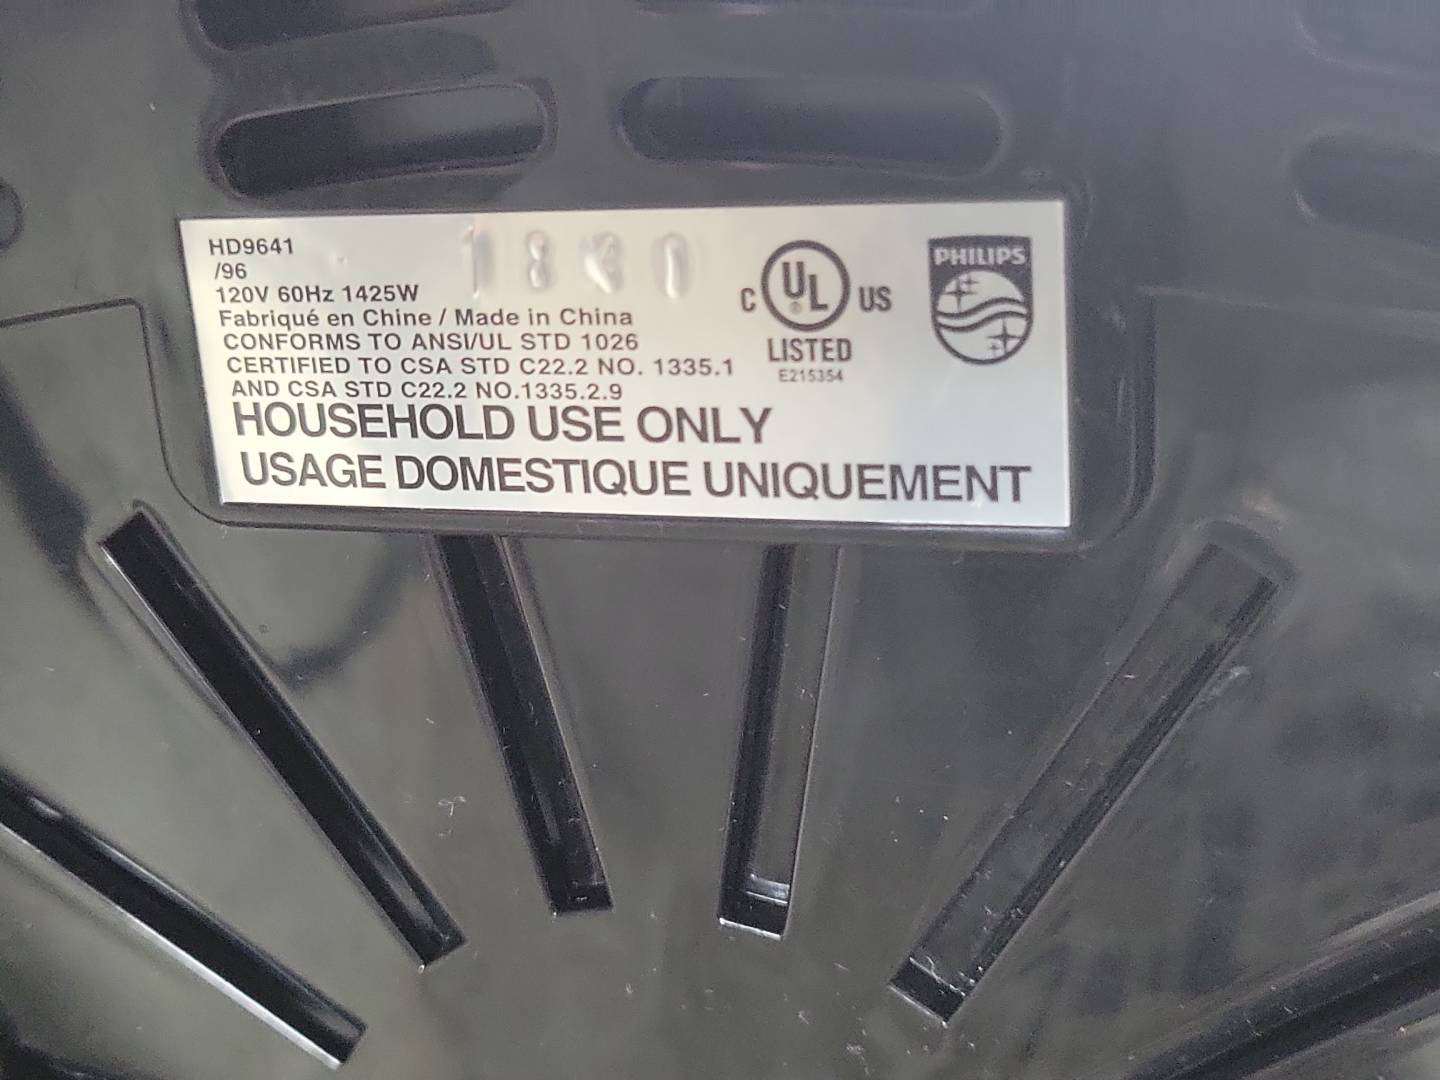 HD9641
/96
120V 60Hz 1425W
Fabriqué en Chine / Made in China
CONFORMS TO ANSI/UL STD 1026
CERTIFIED TO CSA STD C22.2 NO. 1335.1
AND CSA STD C22.2 NO.1335.2.9
HOUSEHOLD USE ONLY
USAGE DOMESTIQUE UNIQUEMENT
C UL US
®
LISTED
E215354
PHILIPS